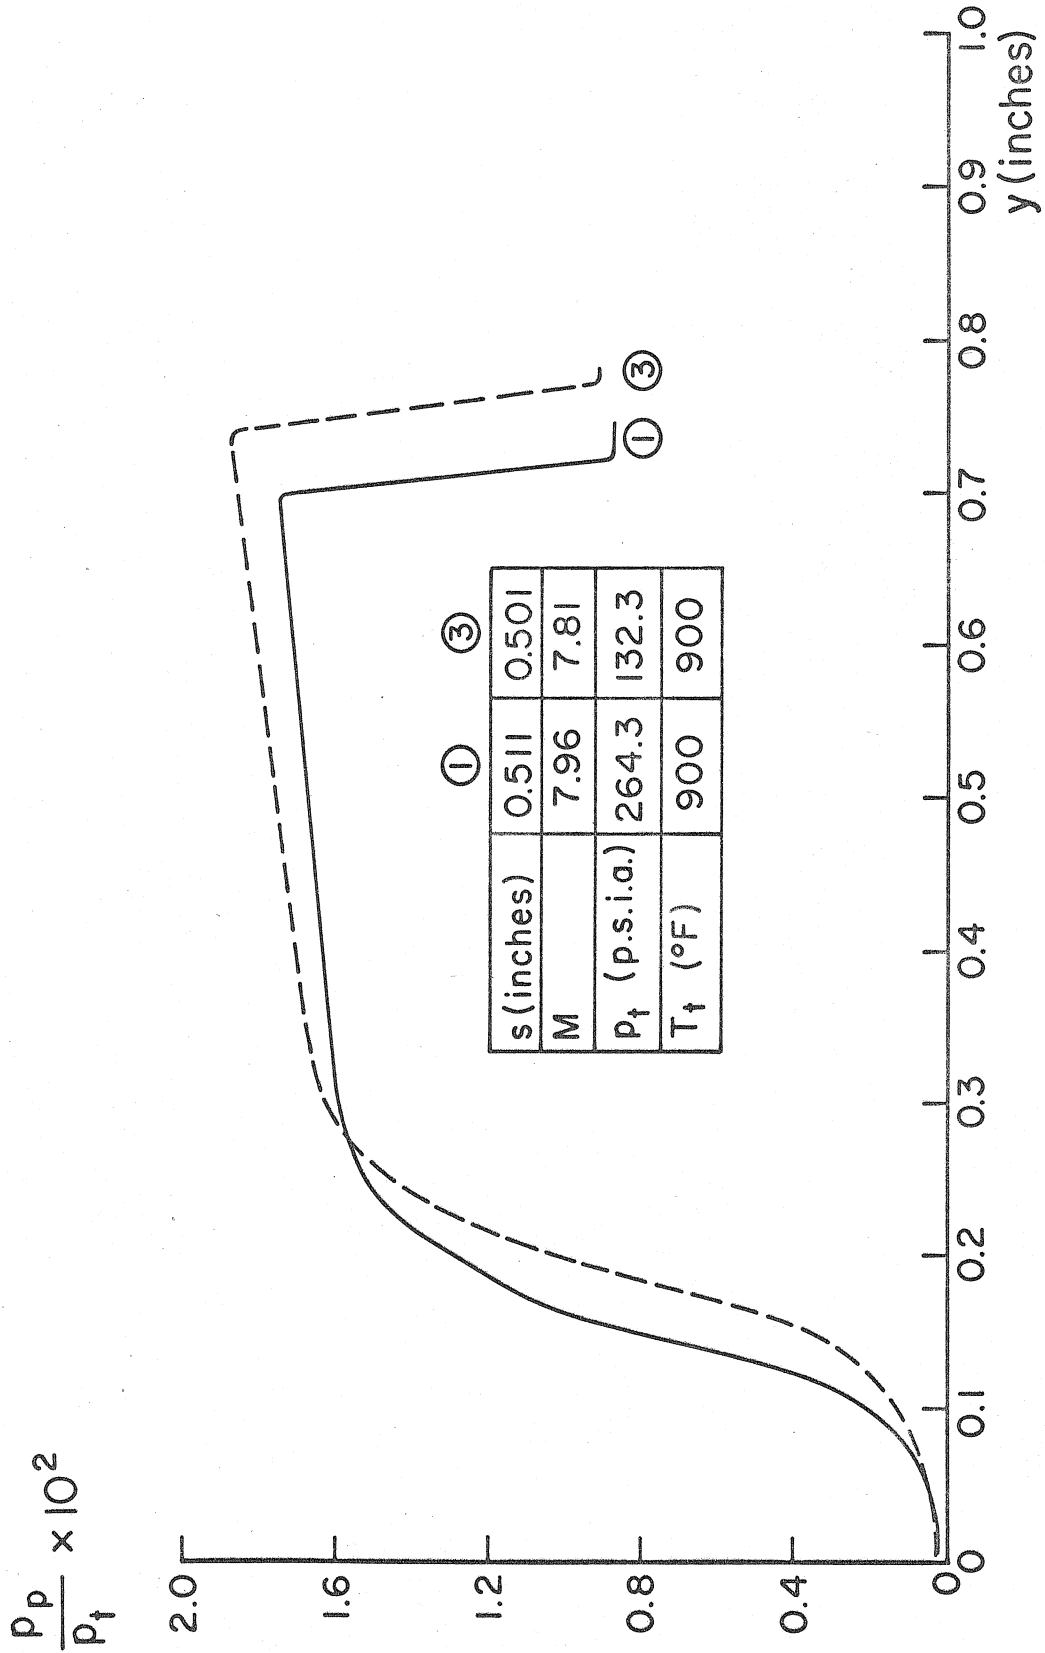 p_p
p_t × 10²
2.0
1.6
1.2
0.8
0.4
0
③
①
① ③
s (inches) 0.511 0.501
M 7.96 7.81
p_t (p.s.i.a.) 264.3 132.3
T_t (°F) 900 900
0 0.1 0.2 0.3 0.4 0.5 0.6 0.7 0.8 0.9 1.0
y (inches)